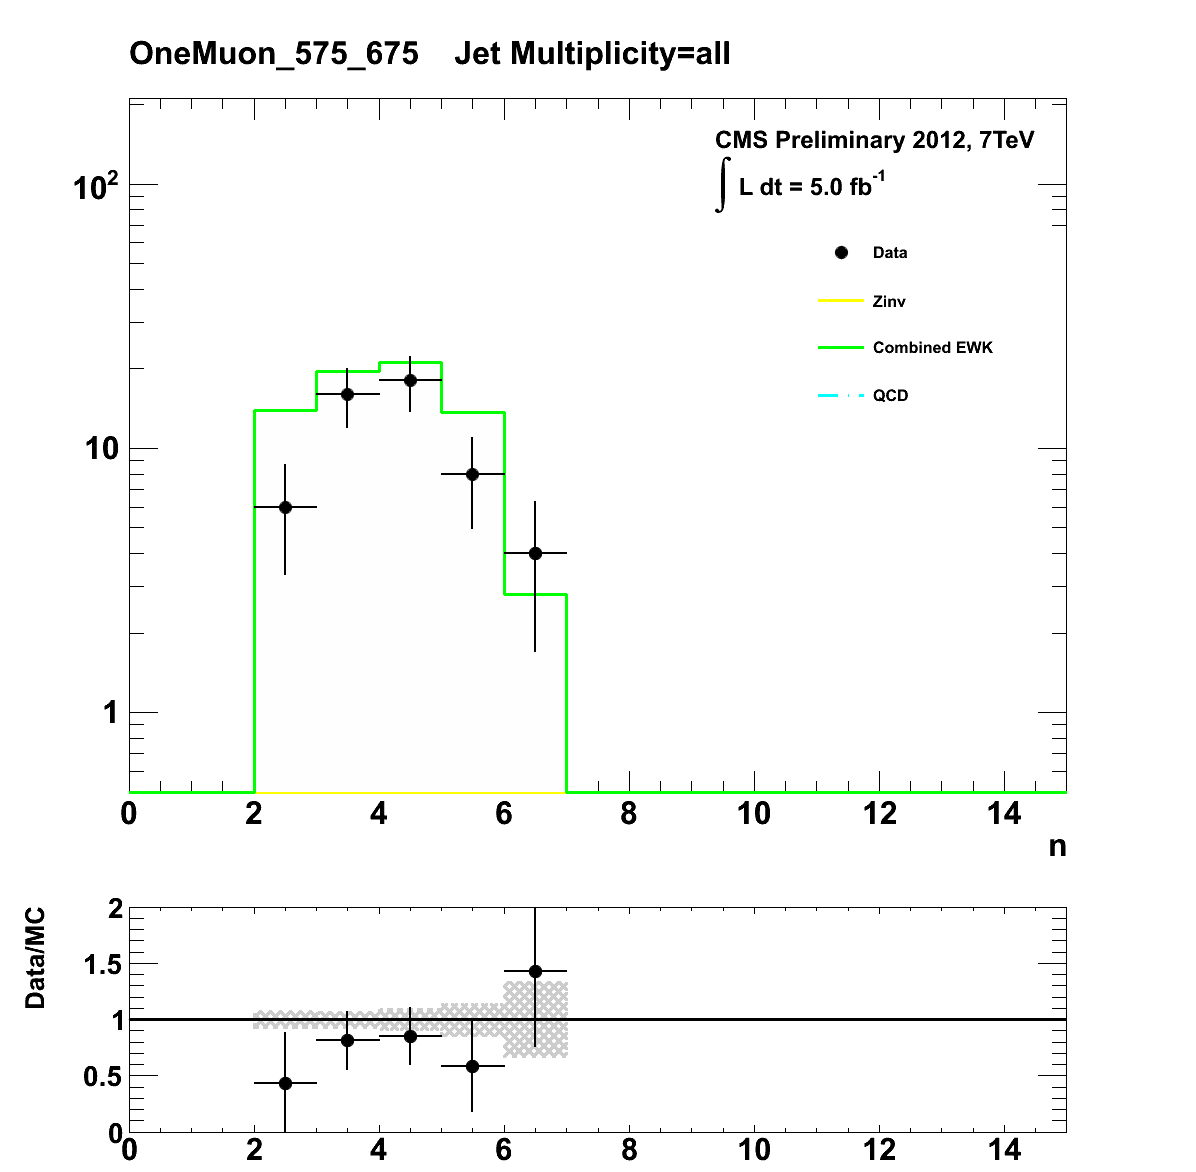 OneMuon_575_675 Jet Multiplicity=all
CMS Preliminary 2012, 7TeV
∫ L dt = 5.0 fb⁻¹
Data
Zinv
Combined EWK
QCD
10²
10
1
0 2 4 6 8 10 12 14
n
Data/MC
2
1.5
1
0.5
0
0 2 4 6 8 10 12 14